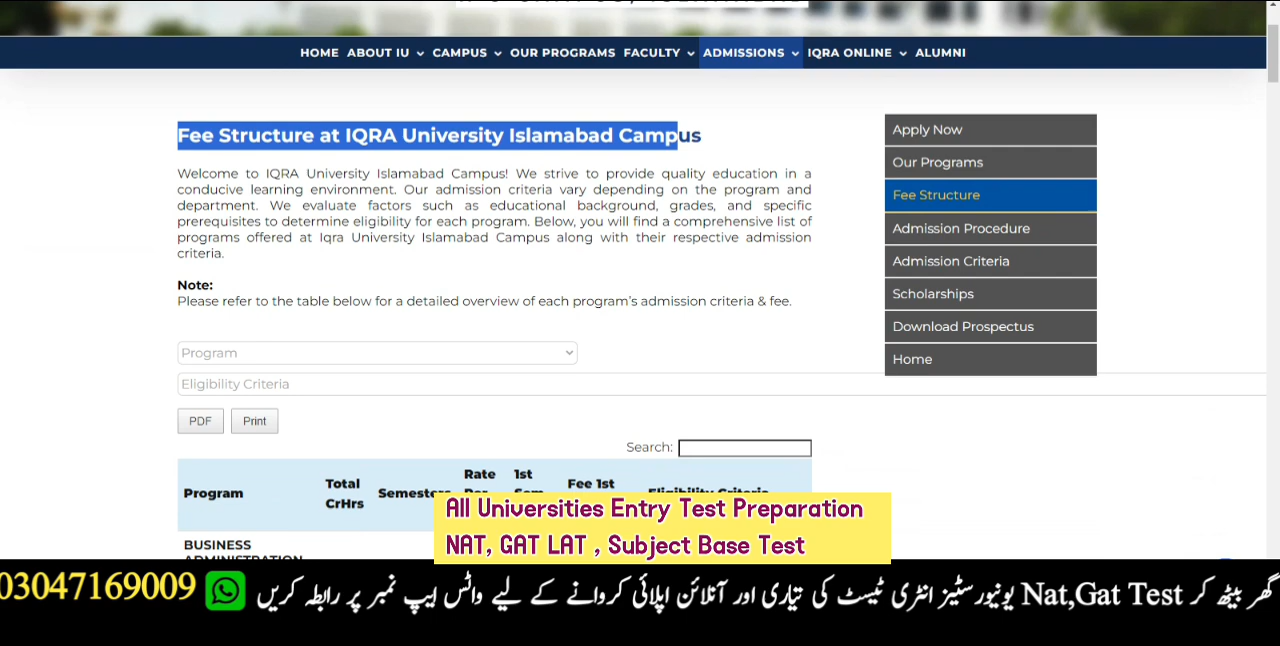 HOME ABOUT IU CAMPUS OUR PROGRAMS FACULTY ADMISSIONS IQRA ONLINE ALUMNI
Fee Structure at IQRA University Islamabad Campus
Welcome to IQRA University Islamabad Campus! We strive to provide quality education in a
conducive learning environment. Our admission criteria vary depending on the program and
department. We evaluate factors such as educational background, grades, and specific
prerequisites to determine eligibility for each program. Below, you will find a comprehensive list of
programs offered at Iqra University Islamabad Campus along with their respective admission
criteria.
Note:
Please refer to the table below for a detailed overview of each program's admission criteria & fee.
Program
Eligibility Criteria
PDF Print
Search:
Program
Total
CrHrs
Semesters
Rate
Per
1st
Sem
Fee 1st
Eligibility Criteria
BUSINESS
ADMINISTRATION
Apply Now
Our Programs
Fee Structure
Admission Procedure
Admission Criteria
Scholarships
Download Prospectus
Home
All Universities Entry Test Preparation
NAT, GAT LAT , Subject Base Test
گھر بیٹھ کر Nat,Gat Test یونیورسٹیز انٹری ٹیسٹ کی تیاری اور آنلائن اپلائی کروانے کے لیے واٹس ایپ نمبر پر رابطہ کریں 03047169009